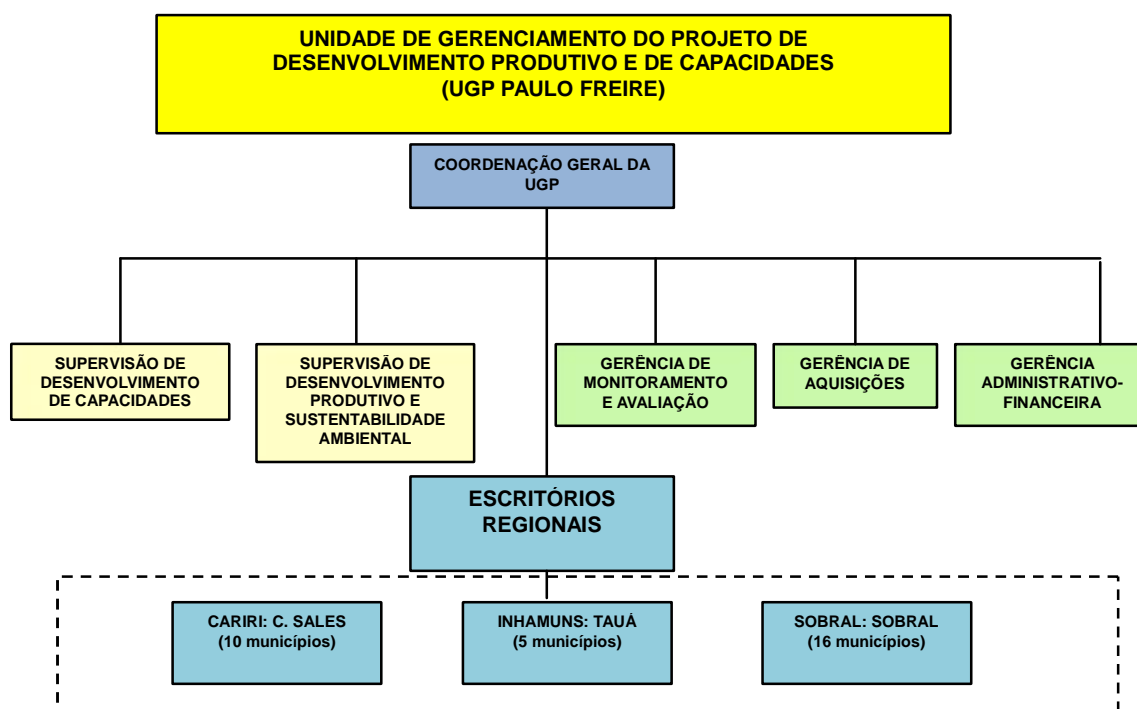 UNIDADE DE GERENCIAMENTO DO PROJETO DE
DESENVOLVIMENTO PRODUTIVO E DE CAPACIDADES
(UGP PAULO FREIRE)
COORDENAÇÃO GERAL DA
UGP
SUPERVISÃO DE
DESENVOLVIMENTO
DE CAPACIDADES
SUPERVISÃO DE
DESENVOLVIMENTO
PRODUTIVO E
SUSTENTABILIDADE
AMBIENTAL
GERÊNCIA DE
MONITORAMENTO
E AVALIAÇÃO
GERÊNCIA DE
AQUISIÇÕES
GERÊNCIA
ADMINISTRATIVO-
FINANCEIRA
ESCRITÓRIOS
REGIONAIS
CARIRI: C. SALES
(10 municípios)
INHAMUNS: TAUÁ
(5 municípios)
SOBRAL: SOBRAL
(16 municípios)